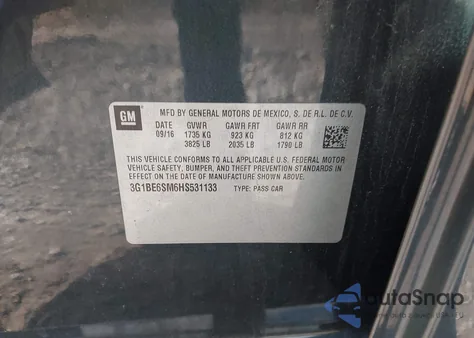 GM
MFD BY GENERAL MOTORS DE MEXICO, S. DE R.L. DE C.V.
DATE GVWR GAWR FRT GAWR RR
09/16 1735 KG 923 KG 812 KG
3825 LB 2035 LB 1790 LB
THIS VEHICLE CONFORMS TO ALL APPLICABLE U.S. FEDERAL MOTOR
VEHICLE SAFETY, BUMPER, AND THEFT PREVENTION STANDARDS IN
EFFECT ON THE DATE OF MANUFACTURE SHOWN ABOVE.
3G1BE6SM6HS531133 TYPE: PASS CAR
autoSnap